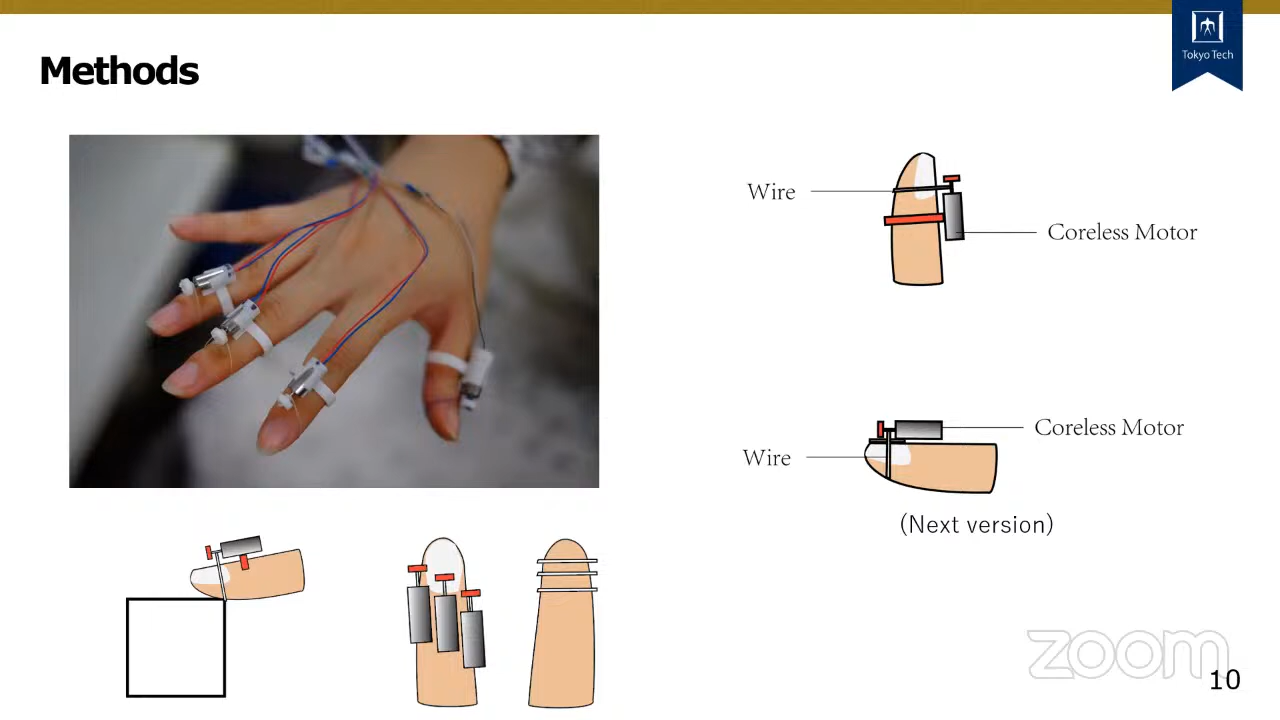 Tokyo Tech
Methods
Wire
Coreless Motor
Coreless Motor
Wire
(Next version)
zoom
10